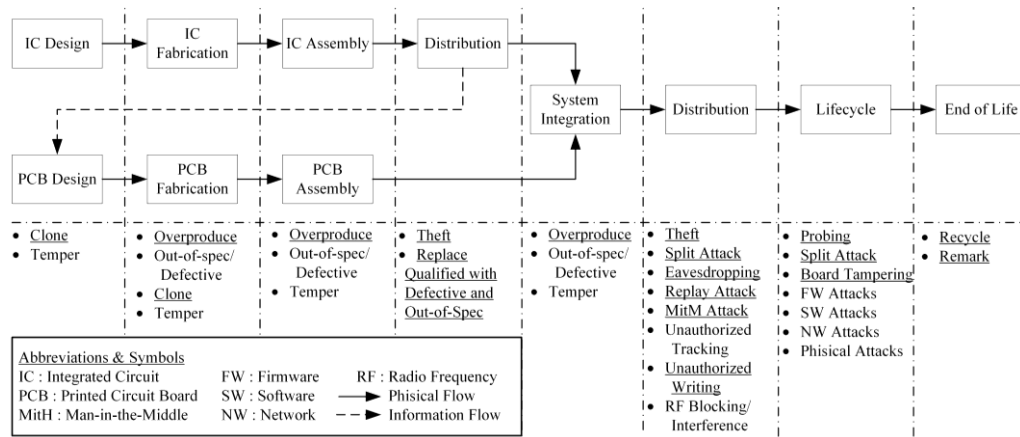 IC Design
IC
Fabrication
IC Assembly
Distribution
System
Integration
Distribution
Lifecycle
End of Life
PCB Design
PCB
Fabrication
PCB
Assembly
• Clone
• Temper
• Overproduce
• Out-of-spec/
Defective
• Clone
• Temper
• Overproduce
• Out-of-spec/
Defective
• Temper
• Theft
• Replace
Qualified with
Defective and
Out-of-Spec
• Overproduce
• Out-of-spec/
Defective
• Temper
• Theft
• Split Attack
• Eavesdropping
• Replay Attack
• MitM Attack
• Unauthorized
Tracking
• Unauthorized
Writing
• RF Blocking/
Interference
• Probing
• Split Attack
• Board Tampering
• FW Attacks
• SW Attacks
• NW Attacks
• Phisical Attacks
• Recycle
• Remark
Abbreviations & Symbols
IC : Integrated Circuit
PCB : Printed Circuit Board
MitH : Man-in-the-Middle
FW : Firmware
SW : Software
NW : Network
RF : Radio Frequency
Phisical Flow
Information Flow